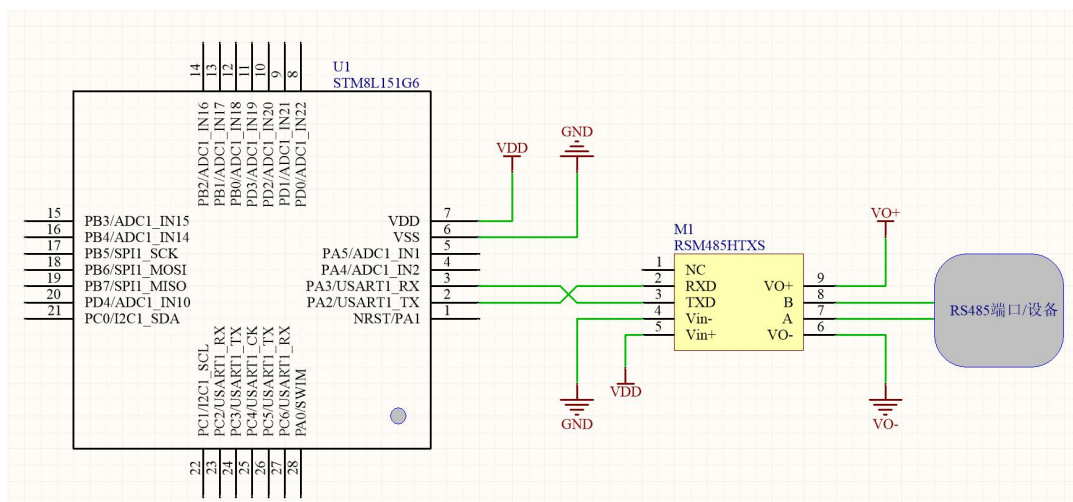 U1
STM8L151G6
14
13
12
11
10
9
8
PB2/ADC1_IN16
PB1/ADC1_IN17
PB0/ADC1_IN18
PD3/ADC1_IN19
PD2/ADC1_IN20
PD1/ADC1_IN21
PD0/ADC1_IN22
15 PB3/ADC1_IN15
16 PB4/ADC1_IN14
17 PB5/SPI1_SCK
18 PB6/SPI1_MOSI
19 PB7/SPI1_MISO
20 PD4/ADC1_IN10
21 PC0/I2C1_SDA
VDD 7
VSS 6
PA5/ADC1_IN1 5
PA4/ADC1_IN2 4
PA3/USART1_RX 3
PA2/USART1_TX 2
NRST/PA1 1
PC1/I2C1_SCL
PC2/USART1_RX
PC3/USART1_TX
PC4/USART1_CK
PC5/USART1_TX
PC6/USART1_RX
PA0/SWIM
22
23
24
25
26
27
28
VDD
GND
GND
VDD
M1
RSM485HTXS
1 NC
2 RXD
3 TXD
4 Vin-
5 Vin+
VO+ 9
B 8
A 7
VO- 6
VO+
VO-
RS485端口/设备